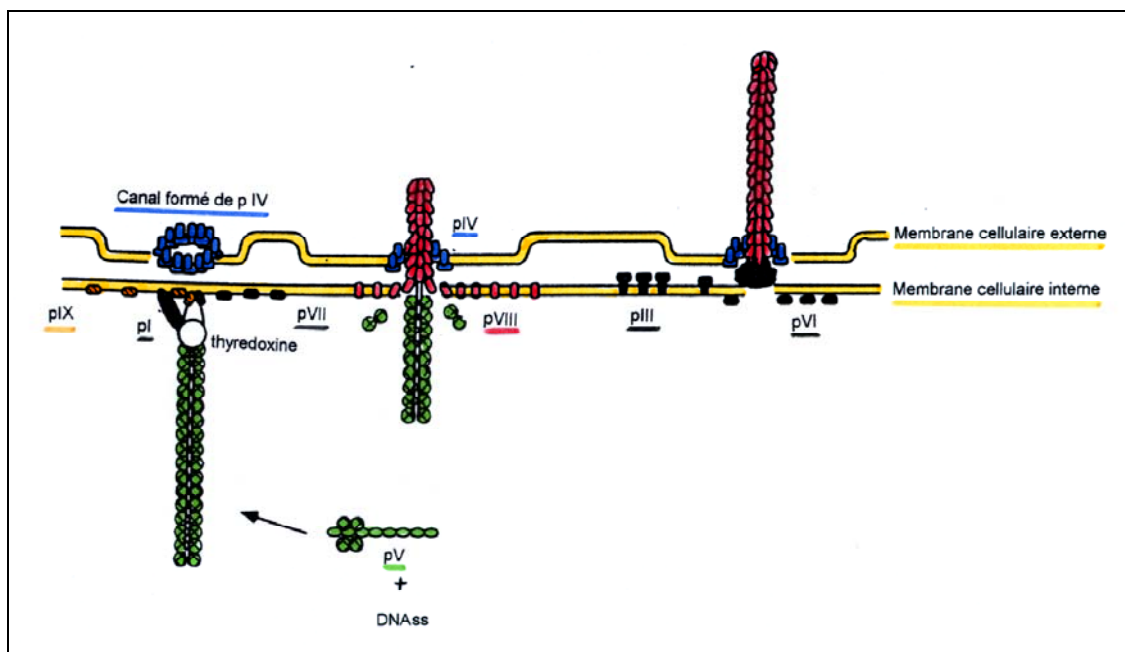 Canal formé de p IV
pIV
Membrane cellulaire externe
Membrane cellulaire interne
pIX
pI
thyredoxine
pVII
pVIII
pIII
pVI
pV
+
DNAss